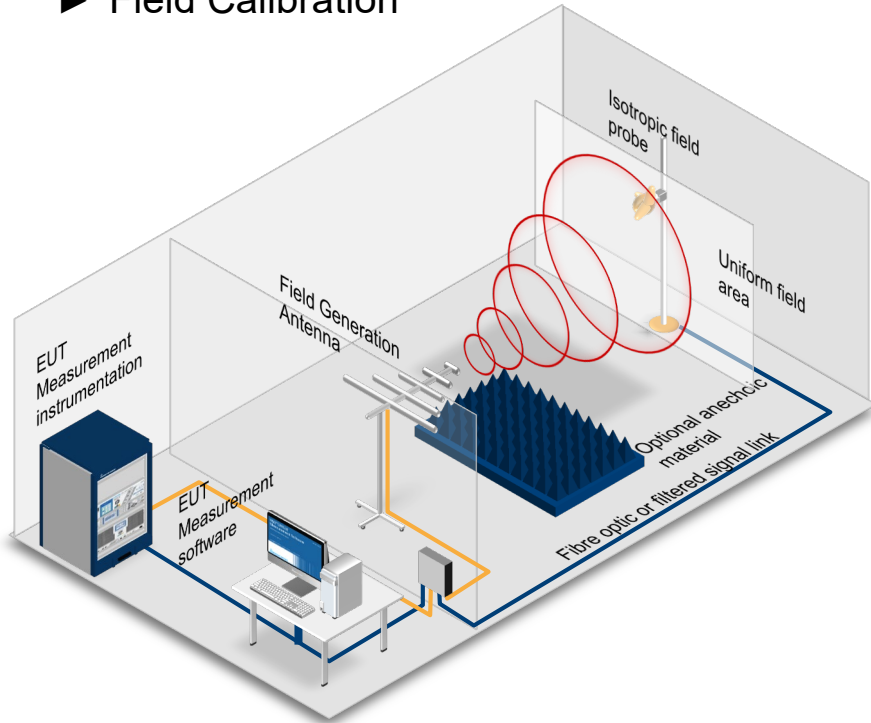 ► Field Calibration
Isotropic field
probe
Uniform field
area
Field Generation
Antenna
EUT
Measurement
instrumentation
EUT
Measurement
software
Optional anechcic
material
Fibre optic or filtered signal link